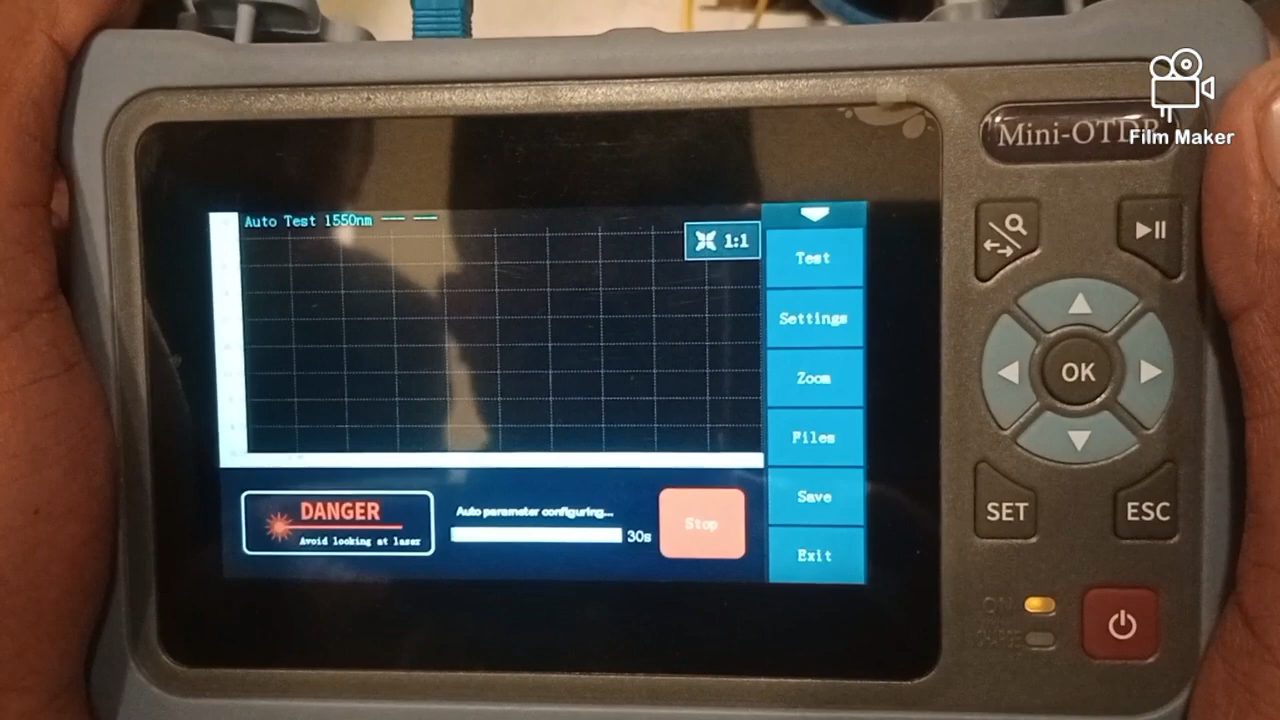 Mini-OTDR
Film Maker
Auto Test 1550nm --- ---
1:1
Test
Settings
Zoom
Files
Save
Exit
DANGER
Avoid looking at laser
Auto parameter configuring...
30s
Stop
OK
SET
ESC
ON
CHARGE